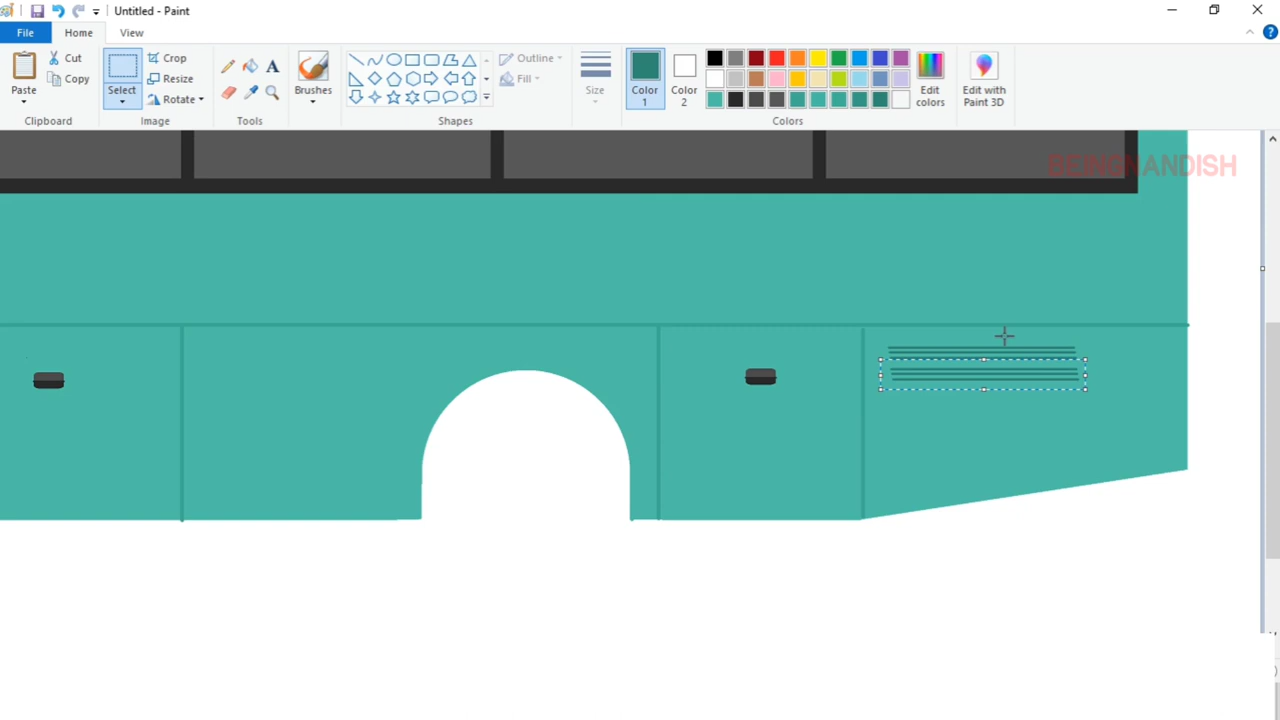 Untitled - Paint
File
Home
View
Paste
Cut
Copy
Clipboard
Select
Crop
Resize
Rotate
Image
A
Tools
Brushes
Outline
Fill
Shapes
Size
Color 1
Color 2
Edit colors
Colors
Edit with Paint 3D
?
BEINGNANDISH